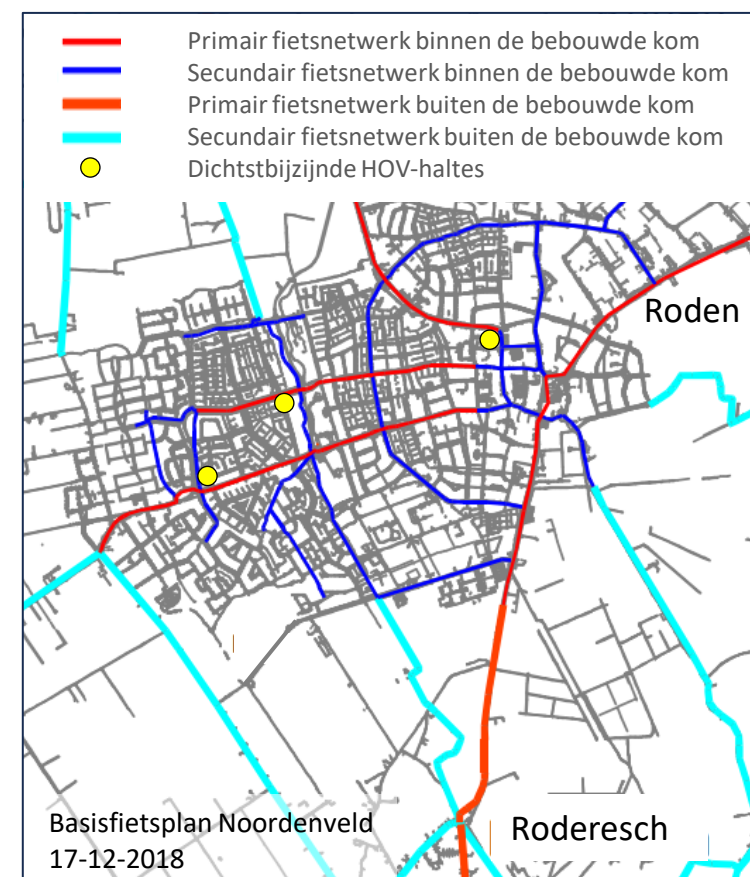 Primair fietsnetwerk binnen de bebouwde kom
Secundair fietsnetwerk binnen de bebouwde kom
Primair fietsnetwerk buiten de bebouwde kom
Secundair fietsnetwerk buiten de bebouwde kom
Dichtstbijzijnde HOV-haltes
Roden
Basisfietsplan Noordenveld
17-12-2018
Roderesch